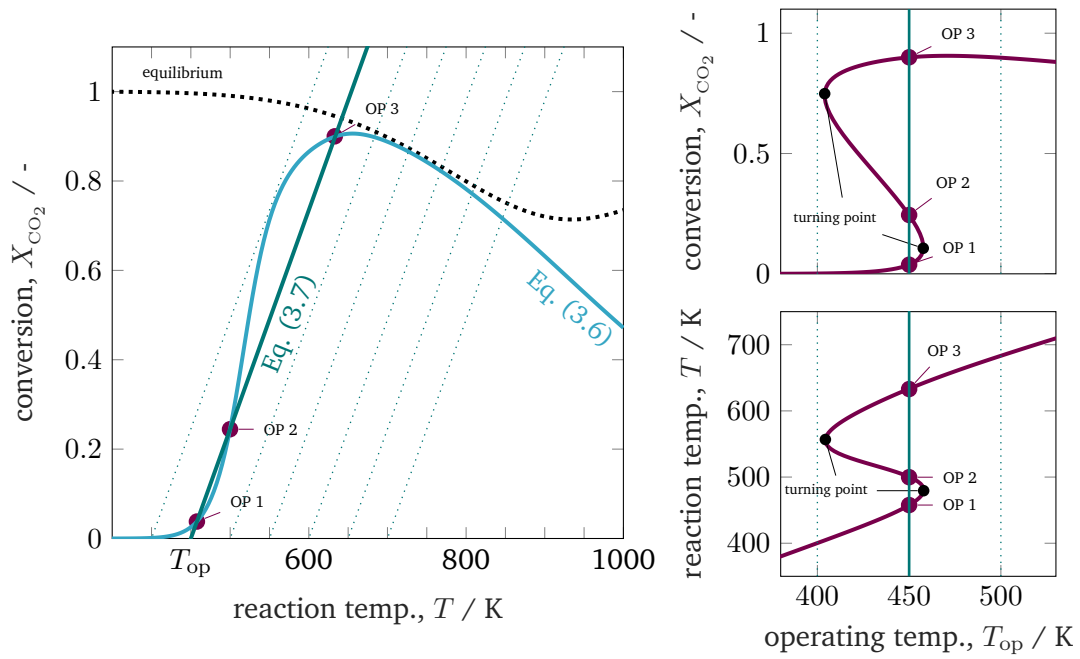 equilibrium
OP 3
Eq. (3.7)
Eq. (3.6)
OP 2
OP 1
1
0.8
0.6
0.4
0.2
0
T_op
600
800
1000
conversion, X_CO₂ / -
reaction temp., T / K
1
0.5
0
conversion, X_CO₂ / -
OP 3
OP 2
turning point
OP 1
700
600
500
400
reaction temp., T / K
OP 3
OP 2
turning point
OP 1
400
450
500
operating temp., T_op / K